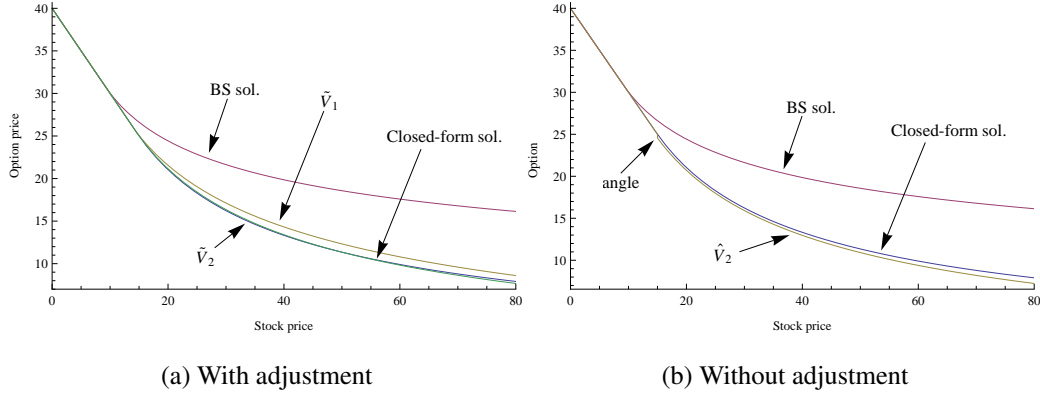 40
35
30
25
20
15
10
Option price
BS sol.
Ṽ₁
Closed-form sol.
Ṽ₂
0 20 40 60 80
Stock price
(a) With adjustment
40
35
30
25
20
15
10
Option
BS sol.
Closed-form sol.
angle
V̂₂
0 20 40 60 80
Stock price
(b) Without adjustment